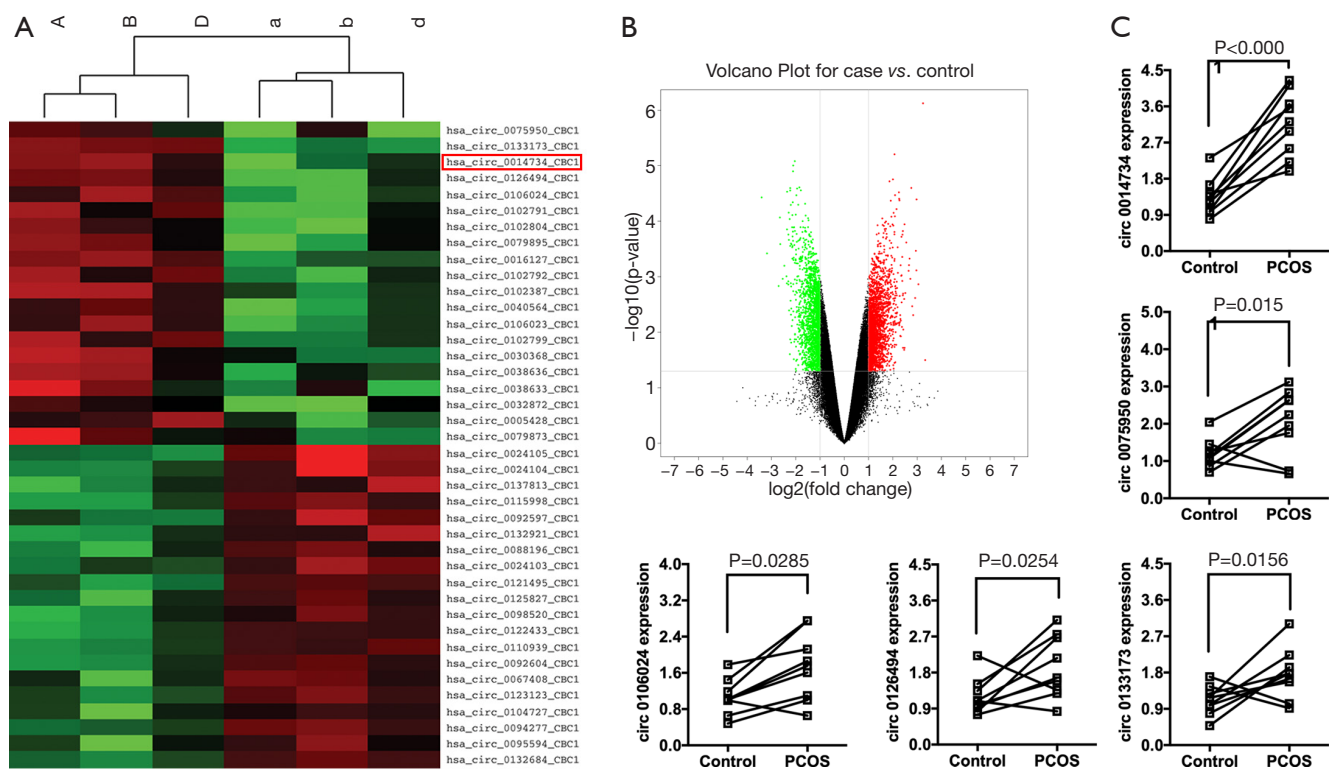 A
A
B
D
a
b
d
hsa_circ_0075950_CBC1
hsa_circ_0133173_CBC1
hsa_circ_0014734_CBC1
hsa_circ_0126494_CBC1
hsa_circ_0106024_CBC1
hsa_circ_0102791_CBC1
hsa_circ_0102804_CBC1
hsa_circ_0079895_CBC1
hsa_circ_0016127_CBC1
hsa_circ_0102792_CBC1
hsa_circ_0102387_CBC1
hsa_circ_0040564_CBC1
hsa_circ_0106023_CBC1
hsa_circ_0102799_CBC1
hsa_circ_0030368_CBC1
hsa_circ_0038636_CBC1
hsa_circ_0038633_CBC1
hsa_circ_0032872_CBC1
hsa_circ_0005428_CBC1
hsa_circ_0079873_CBC1
hsa_circ_0024105_CBC1
hsa_circ_0024104_CBC1
hsa_circ_0137813_CBC1
hsa_circ_0115998_CBC1
hsa_circ_0092597_CBC1
hsa_circ_0132921_CBC1
hsa_circ_0088196_CBC1
hsa_circ_0024103_CBC1
hsa_circ_0121495_CBC1
hsa_circ_0125827_CBC1
hsa_circ_0098520_CBC1
hsa_circ_0122433_CBC1
hsa_circ_0110939_CBC1
hsa_circ_0092604_CBC1
hsa_circ_0067408_CBC1
hsa_circ_0123123_CBC1
hsa_circ_0104727_CBC1
hsa_circ_0094277_CBC1
hsa_circ_0095594_CBC1
hsa_circ_0132684_CBC1
B
Volcano Plot for case vs. control
−log10(p-value)
6
5
4
3
2
1
0
−7 −6 −5 −4 −3 −2 −1 0 1 2 3 4 5 6 7
log2(fold change)
C
P<0.000
1
circ 0014734 expression
4.5
3.6
2.7
1.8
0.9
0.0
Control PCOS
P=0.015
1
circ 0075950 expression
5.0
4.0
3.0
2.0
1.0
0.0
Control PCOS
P=0.0285
circ 0106024 expression
4.0
3.2
2.4
1.6
0.8
0.0
Control PCOS
P=0.0254
circ 0126494 expression
4.5
3.6
2.7
1.8
0.9
0.0
Control PCOS
P=0.0156
circ 0133173 expression
4.5
3.6
2.7
1.8
0.9
0.0
Control PCOS